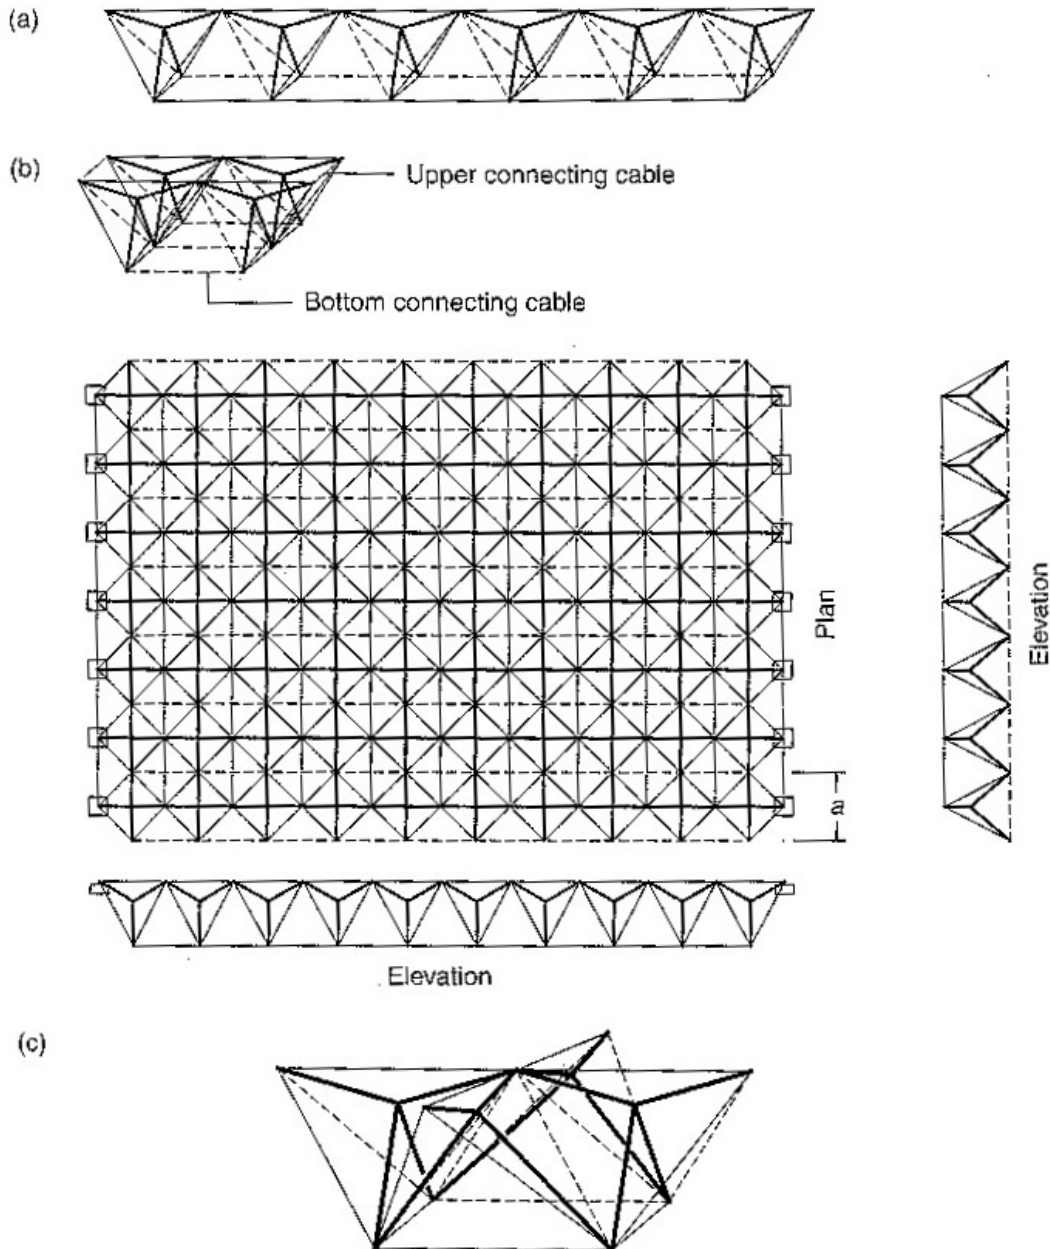 (a)
(b)
Upper connecting cable
Bottom connecting cable
Plan
Elevation
a
Elevation
(c)